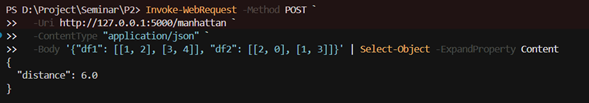 PS D:\Project\Seminar\P2> Invoke-WebRequest -Method POST `
>>   -Uri http://127.0.0.1:5000/manhattan `
>>   -ContentType "application/json" `
>>   -Body '{"df1": [[1, 2], [3, 4]], "df2": [[2, 0], [1, 3]]}' | Select-Object -ExpandProperty Content
{
  "distance": 6.0
}